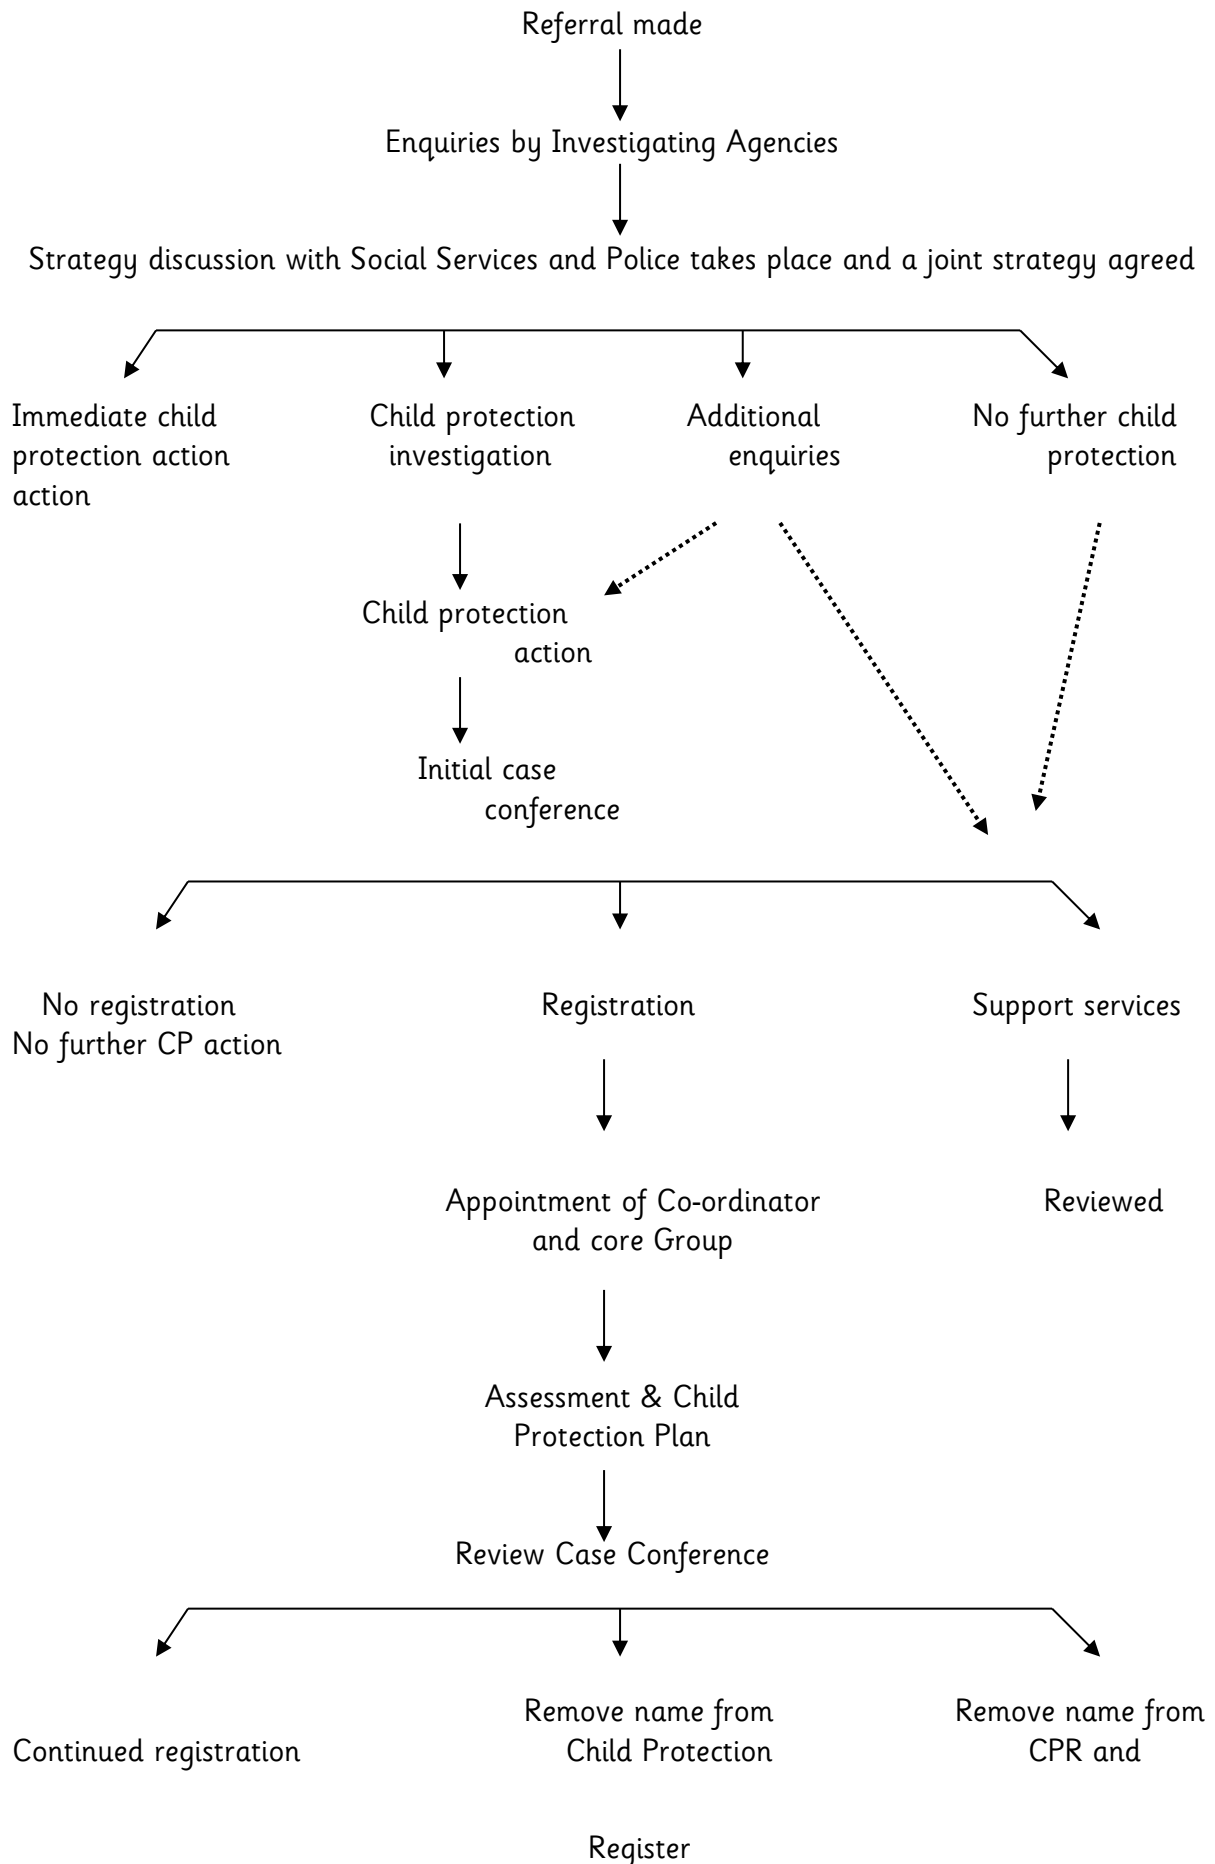 Referral made
Enquiries by Investigating Agencies
Strategy discussion with Social Services and Police takes place and a joint strategy agreed
Immediate child Child protection Additional No further child
protection action investigation enquiries protection
action
Child protection
action
Initial case
conference
No registration Registration Support services
No further CP action
Appointment of Co-ordinator Reviewed
and core Group
Assessment & Child
Protection Plan
Review Case Conference
Remove name from Remove name from
Continued registration Child Protection CPR and
Register